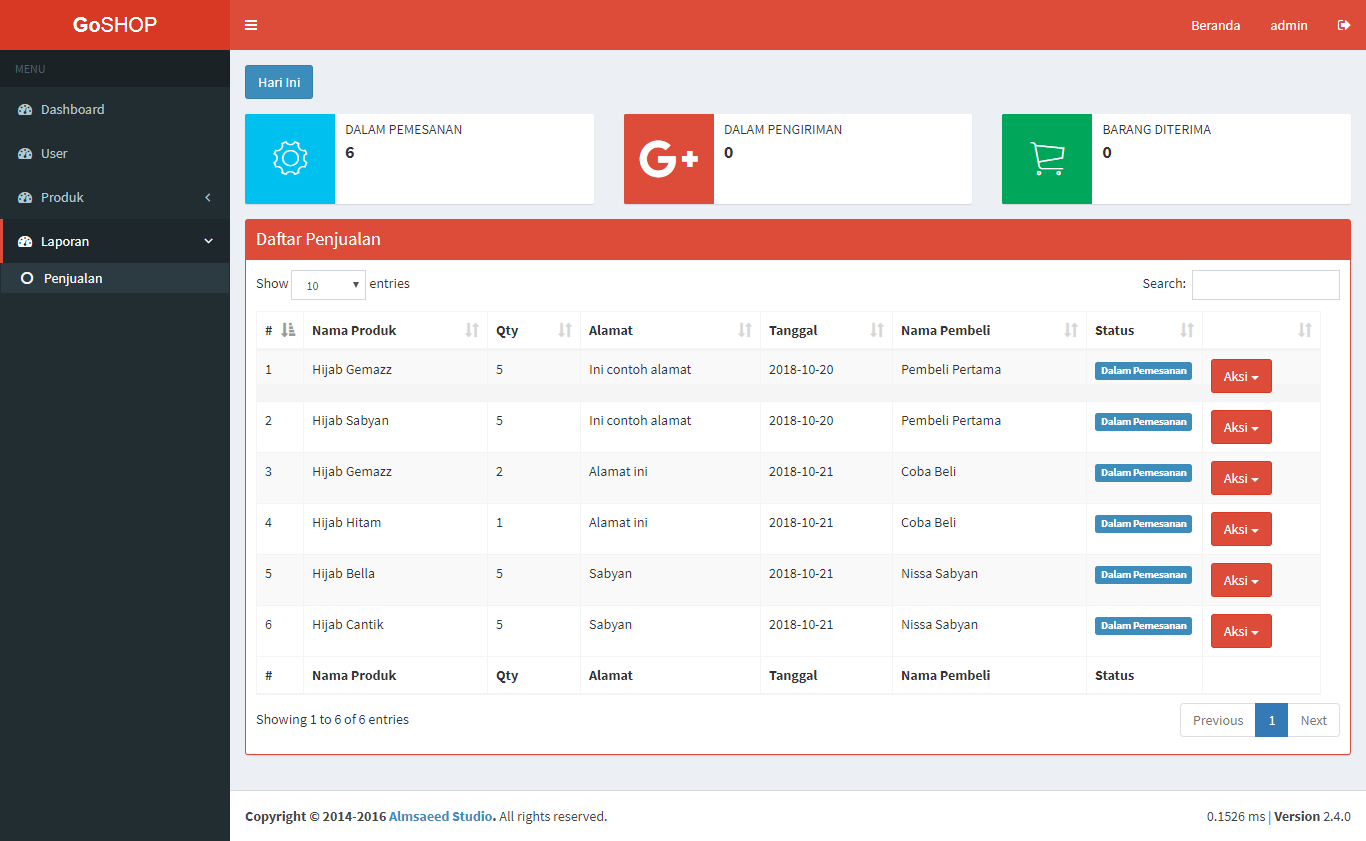 GoSHOP
Beranda admin
MENU
Dashboard
User
Produk
Laporan
Penjualan
Hari Ini
DALAM PEMESANAN
6
G+
DALAM PENGIRIMAN
0
BARANG DITERIMA
0
Daftar Penjualan
Show 10 entries Search:
# Nama Produk Qty Alamat Tanggal Nama Pembeli Status
1 Hijab Gemazz 5 Ini contoh alamat 2018-10-20 Pembeli Pertama Dalam Pemesanan Aksi
2 Hijab Sabyan 5 Ini contoh alamat 2018-10-20 Pembeli Pertama Dalam Pemesanan Aksi
3 Hijab Gemazz 2 Alamat ini 2018-10-21 Coba Beli Dalam Pemesanan Aksi
4 Hijab Hitam 1 Alamat ini 2018-10-21 Coba Beli Dalam Pemesanan Aksi
5 Hijab Bella 5 Sabyan 2018-10-21 Nissa Sabyan Dalam Pemesanan Aksi
6 Hijab Cantik 5 Sabyan 2018-10-21 Nissa Sabyan Dalam Pemesanan Aksi
# Nama Produk Qty Alamat Tanggal Nama Pembeli Status
Showing 1 to 6 of 6 entries Previous 1 Next
Copyright © 2014-2016 Almsaeed Studio. All rights reserved. 0.1526 ms | Version 2.4.0